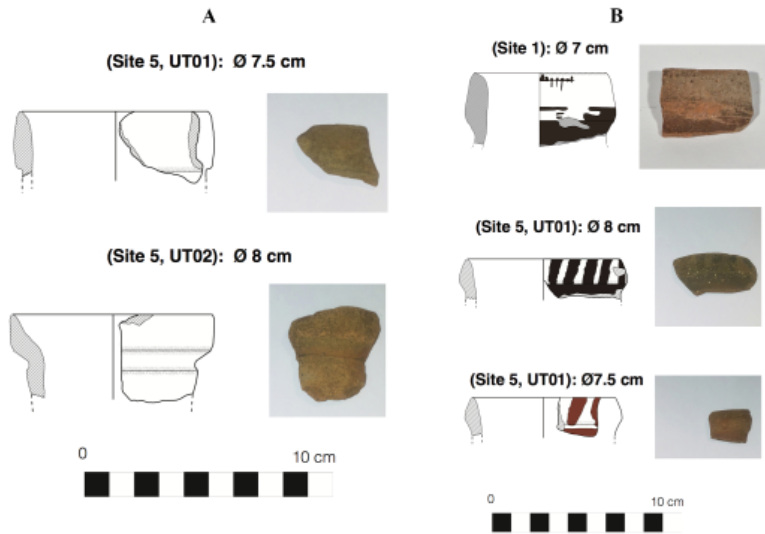 A
(Site 5, UT01): Ø 7.5 cm
(Site 5, UT02): Ø 8 cm
0
10 cm
B
(Site 1): Ø 7 cm
(Site 5, UT01): Ø 8 cm
(Site 5, UT01): Ø7.5 cm
0
10 cm